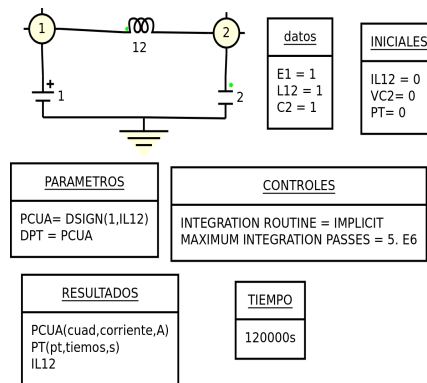 1
2
12
1
2
datos
E1 = 1
L12 = 1
C2 = 1
INICIALES
IL12 = 0
VC2= 0
PT= 0
PARAMETROS
PCUA= DSIGN(1,IL12)
DPT = PCUA
CONTROLES
INTEGRATION ROUTINE = IMPLICIT
MAXIMUM INTEGRATION PASSES = 5. E6
RESULTADOS
PCUA(cuad,corriente,A)
PT(pt,tiemos,s)
IL12
TIEMPO
120000s